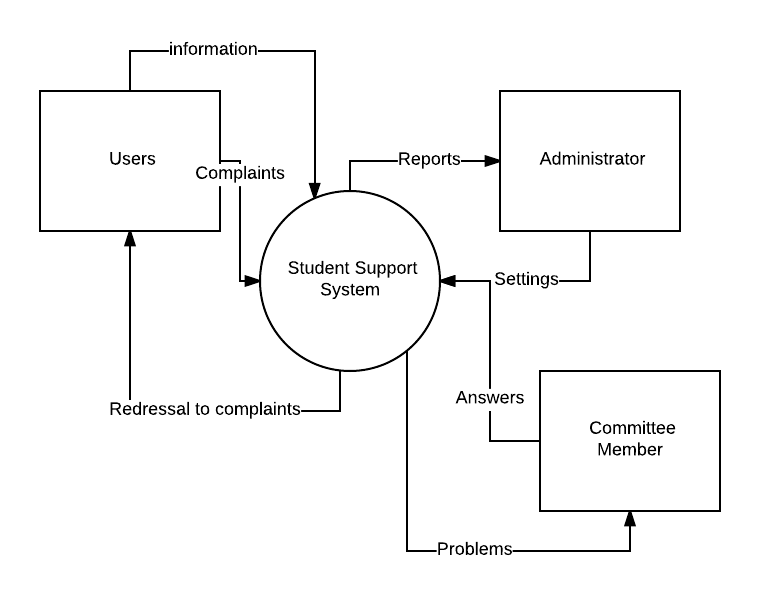 information
Users
Complaints
Reports
Administrator
Student Support
System
Settings
Answers
Redressal to complaints
Committee
Member
Problems